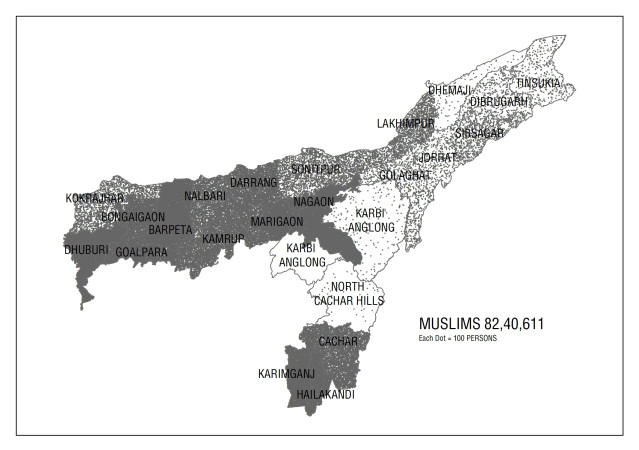 TINSUKIA
DHEMAJI
DIBRUGARH
LAKHIMPUR
SIBSAGAR
JORHAT
SONITPUR
GOLAGHAT
DARRANG
KOKRAJHAR
NALBARI
NAGAON
BONGAIGAON
MARIGAON
KARBI
ANGLONG
BARPETA
KAMRUP
DHUBURI
GOALPARA
KARBI
ANGLONG
NORTH
CACHAR HILLS
MUSLIMS 82,40,611
Each Dot = 100 PERSONS
CACHAR
KARIMGANJ
HAILAKANDI